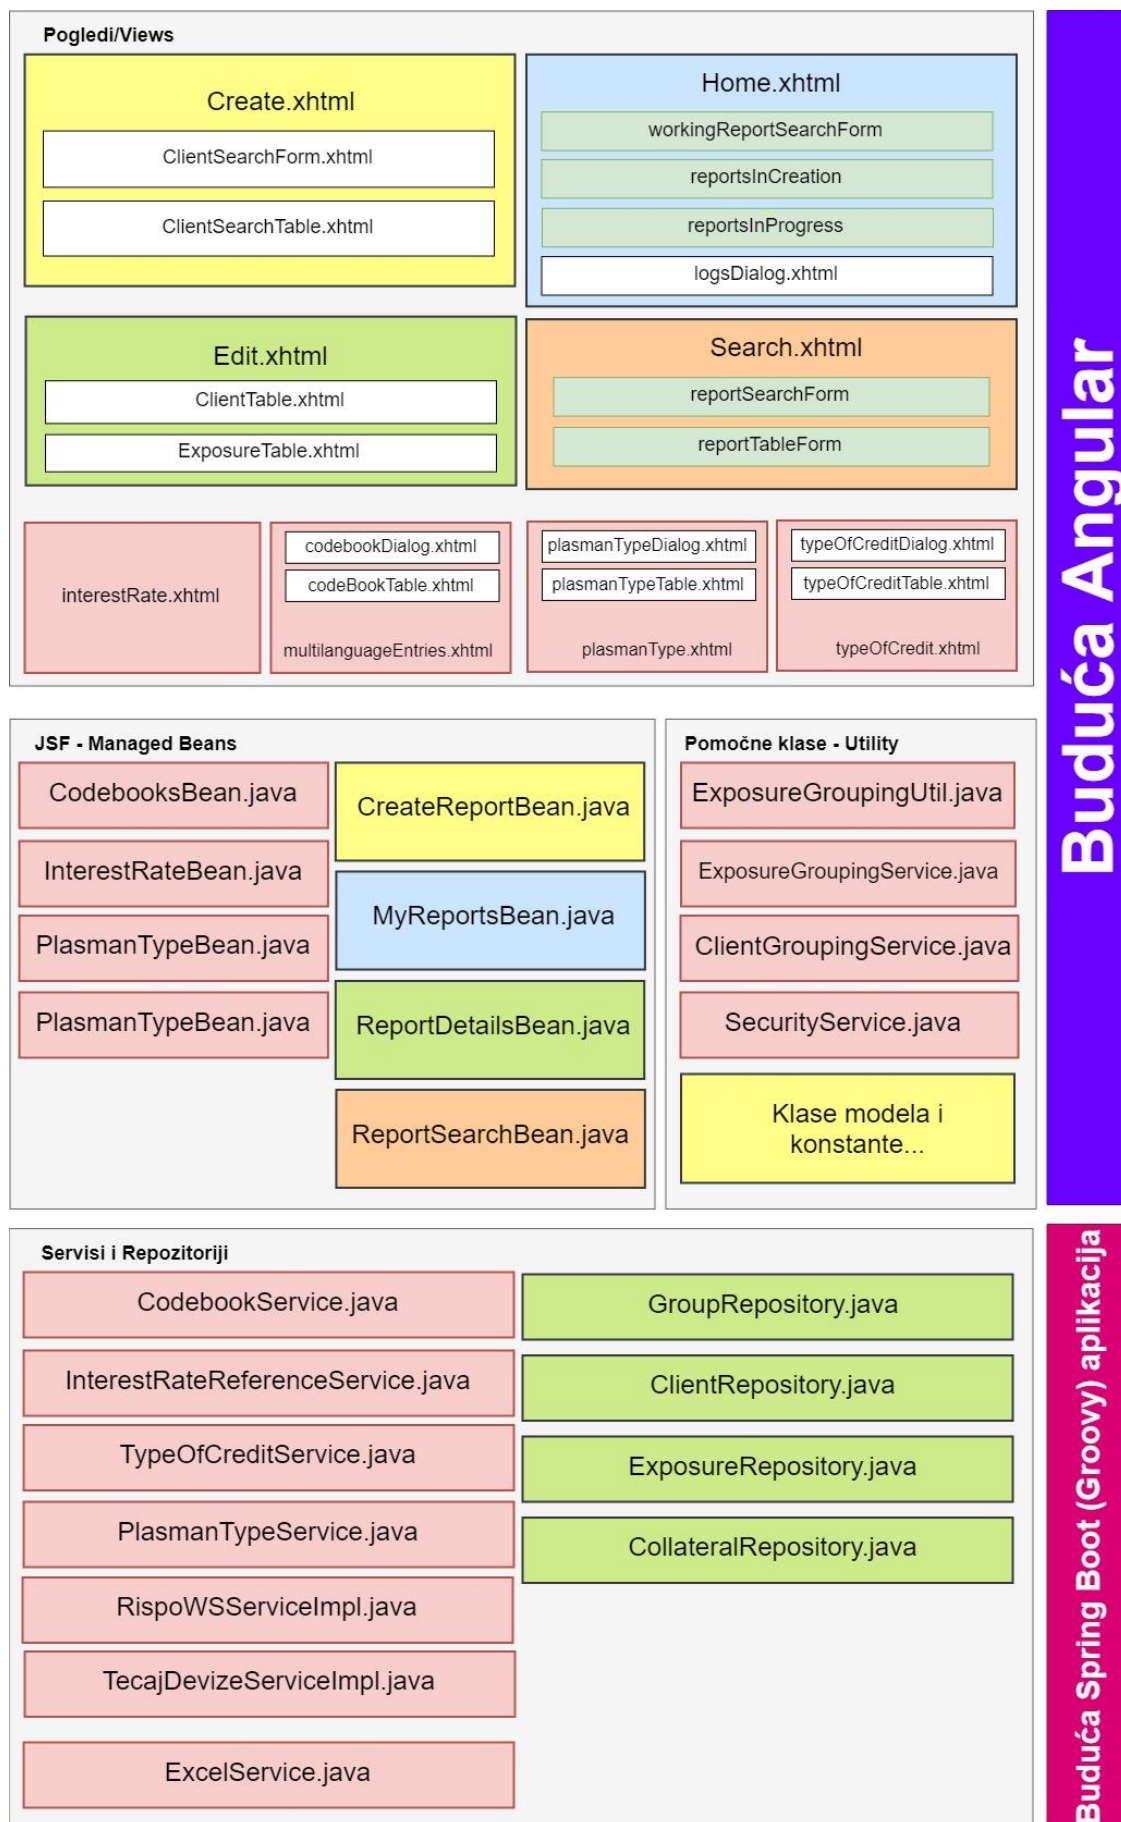 Pogledi/Views
Create.xhtml
ClientSearchForm.xhtml
ClientSearchTable.xhtml
Home.xhtml
workingReportSearchForm
reportsInCreation
reportsInProgress
logsDialog.xhtml
Edit.xhtml
ClientTable.xhtml
ExposureTable.xhtml
Search.xhtml
reportSearchForm
reportTableForm
interestRate.xhtml
codebookDialog.xhtml
codeBookTable.xhtml
multilanguageEntries.xhtml
plasmanTypeDialog.xhtml
plasmanTypeTable.xhtml
plasmanType.xhtml
typeOfCreditDialog.xhtml
typeOfCreditTable.xhtml
typeOfCredit.xhtml
Buduća Angular
JSF - Managed Beans
CodebooksBean.java
InterestRateBean.java
PlasmanTypeBean.java
PlasmanTypeBean.java
CreateReportBean.java
MyReportsBean.java
ReportDetailsBean.java
ReportSearchBean.java
Pomočne klase - Utility
ExposureGroupingUtil.java
ExposureGroupingService.java
ClientGroupingService.java
SecurityService.java
Klase modela i
konstante...
Servisi i Repozitoriji
CodebookService.java
InterestRateReferenceService.java
TypeOfCreditService.java
PlasmanTypeService.java
RispoWSServiceImpl.java
TecajDevizeServiceImpl.java
ExcelService.java
GroupRepository.java
ClientRepository.java
ExposureRepository.java
CollateralRepository.java
Buduća Spring Boot (Groovy) aplikacija